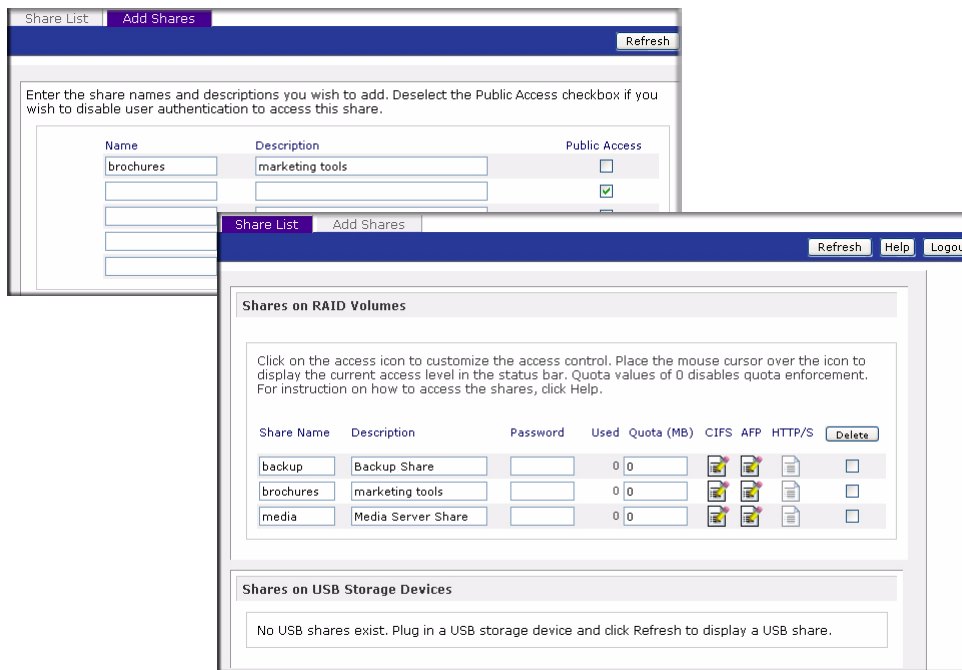 Share List Add Shares
Refresh
Enter the share names and descriptions you wish to add. Deselect the Public Access checkbox if you
wish to disable user authentication to access this share.
Name Description Public Access
brochures marketing tools
Share List Add Shares
Refresh Help Logou
Shares on RAID Volumes
Click on the access icon to customize the access control. Place the mouse cursor over the icon to
display the current access level in the status bar. Quota values of 0 disables quota enforcement.
For instruction on how to access the shares, click Help.
Share Name Description Password Used Quota (MB) CIFS AFP HTTP/S Delete
backup Backup Share 0 0
brochures marketing tools 0 0
media Media Server Share 0 0
Shares on USB Storage Devices
No USB shares exist. Plug in a USB storage device and click Refresh to display a USB share.